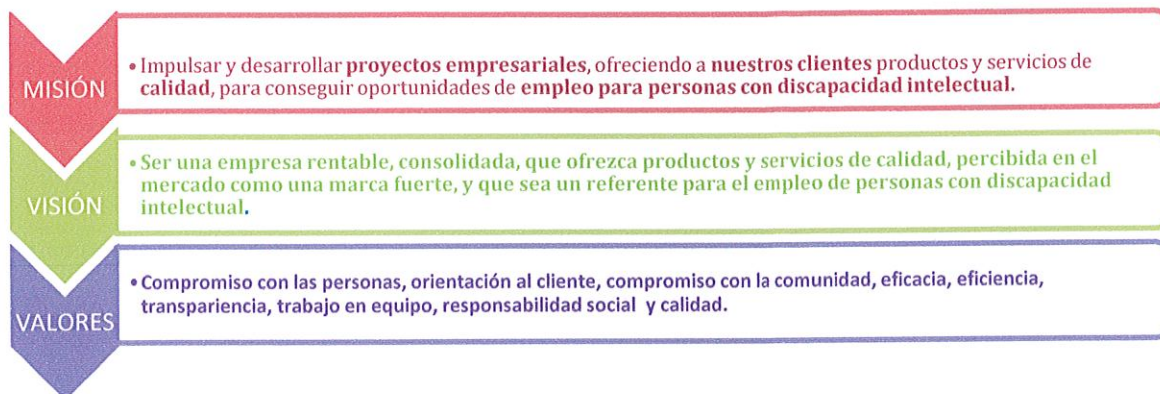 MISIÓN
• Impulsar y desarrollar proyectos empresariales, ofreciendo a nuestros clientes productos y servicios de
calidad, para conseguir oportunidades de empleo para personas con discapacidad intelectual.
VISIÓN
• Ser una empresa rentable, consolidada, que ofrezca productos y servicios de calidad, percibida en el
mercado como una marca fuerte, y que sea un referente para el empleo de personas con discapacidad
intelectual.
VALORES
• Compromiso con las personas, orientación al cliente, compromiso con la comunidad, eficacia, eficiencia,
transpariencia, trabajo en equipo, responsabilidad social y calidad.